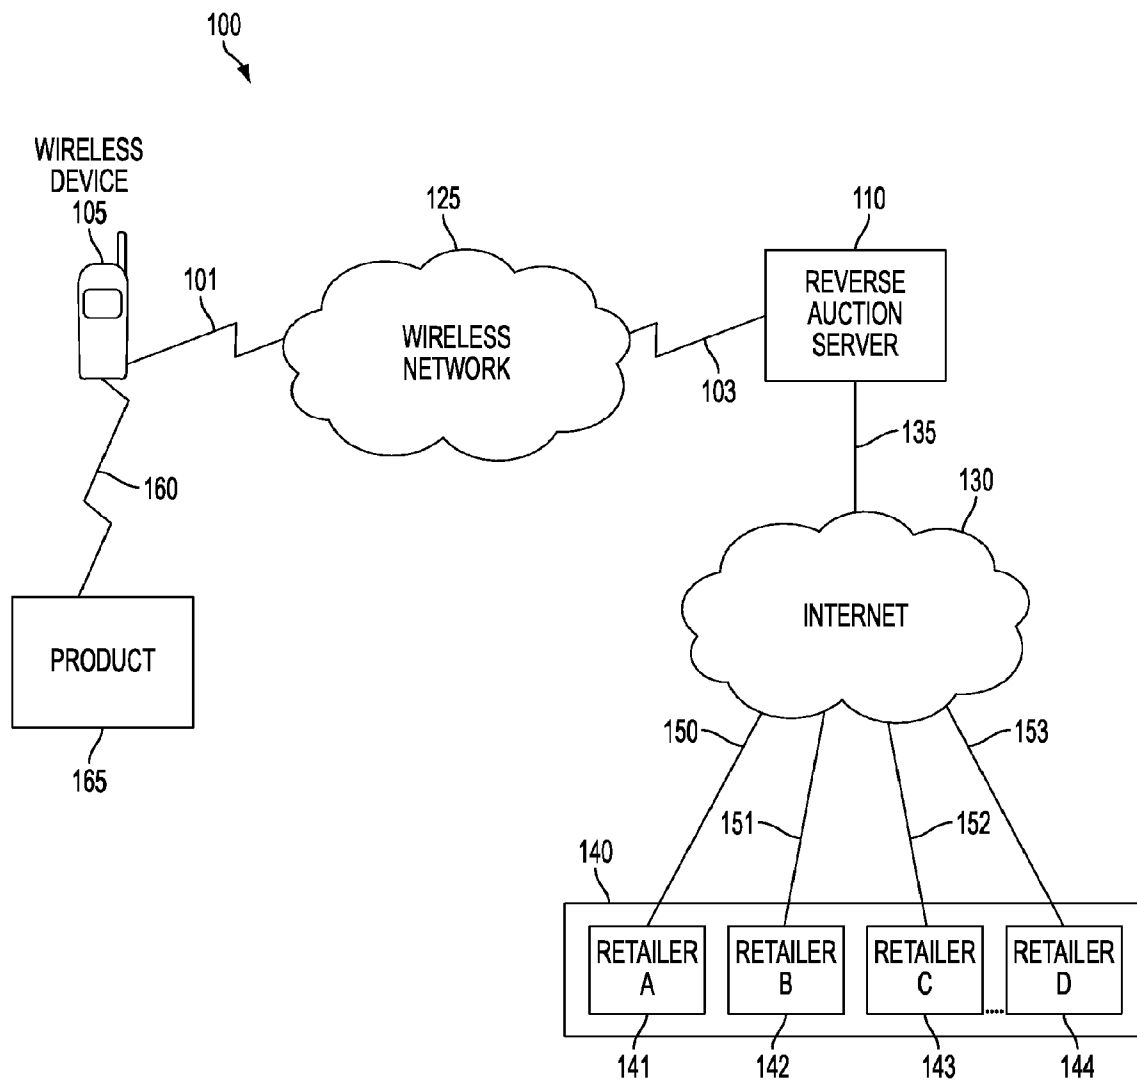 100
WIRELESS
DEVICE
105
101
125
WIRELESS
NETWORK
103
110
REVERSE
AUCTION
SERVER
135
130
INTERNET
160
PRODUCT
165
150
151
152
153
140
RETAILER
A
RETAILER
B
RETAILER
C
....
RETAILER
D
141
142
143
144